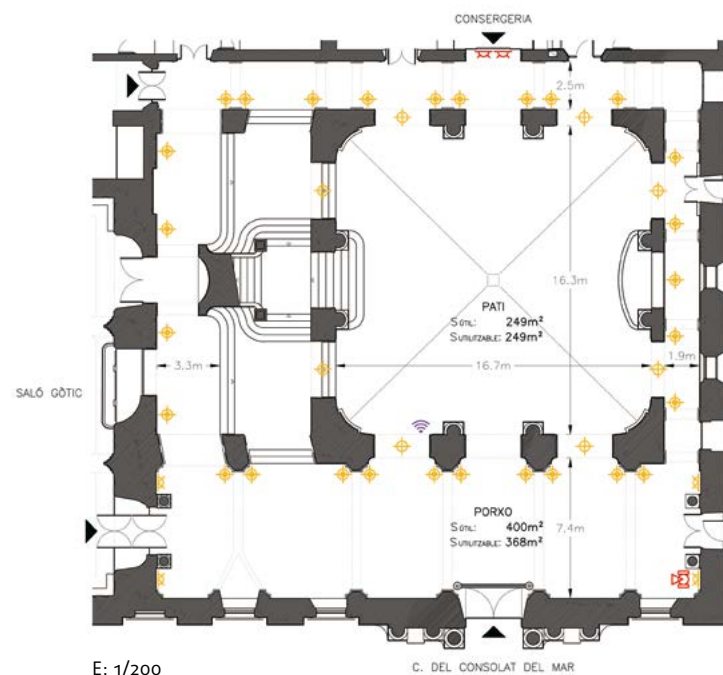 CONSERGERIA
2.5m
16.3m
PATI
SÚTIL: 249m²
SUTILITZABLE: 249m²
3.3m
16.7m
1.9m
SALÓ GÒTIC
PORXO
SÚTIL: 400m²
SUTILITZABLE: 368m²
7.4m
E: 1/200
C. DEL CONSOLAT DEL MAR